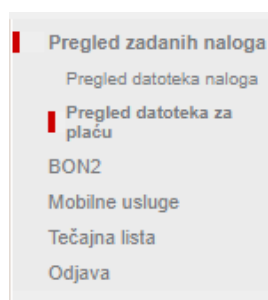 Pregled zadanih naloga
Pregled datoteka naloga
Pregled datoteka za
plaću
BON2
Mobilne usluge
Tečajna lista
Odjava